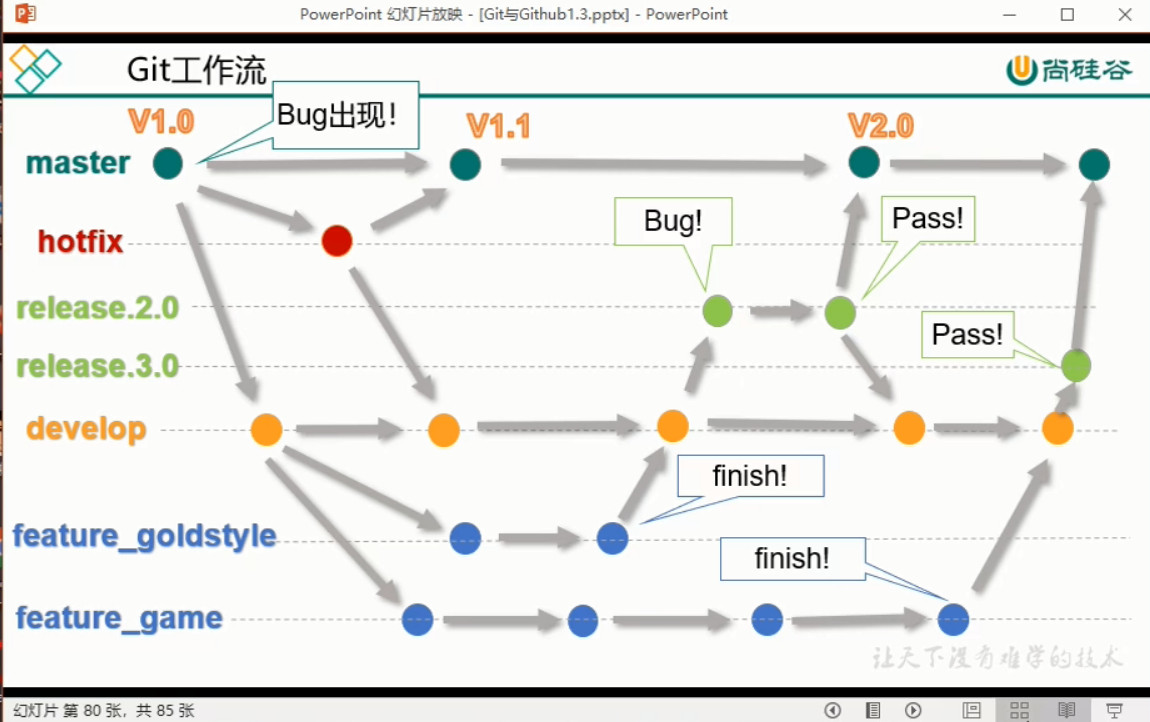 PowerPoint 幻灯片放映 - [Git与Github1.3.pptx] - PowerPoint
Git工作流
尚硅谷
V1.0
Bug出现！
V1.1
V2.0
master
hotfix
Bug!
Pass!
release.2.0
Pass!
release.3.0
develop
finish!
feature_goldstyle
finish!
feature_game
让天下没有难学的技术
幻灯片 第 80 张，共 85 张